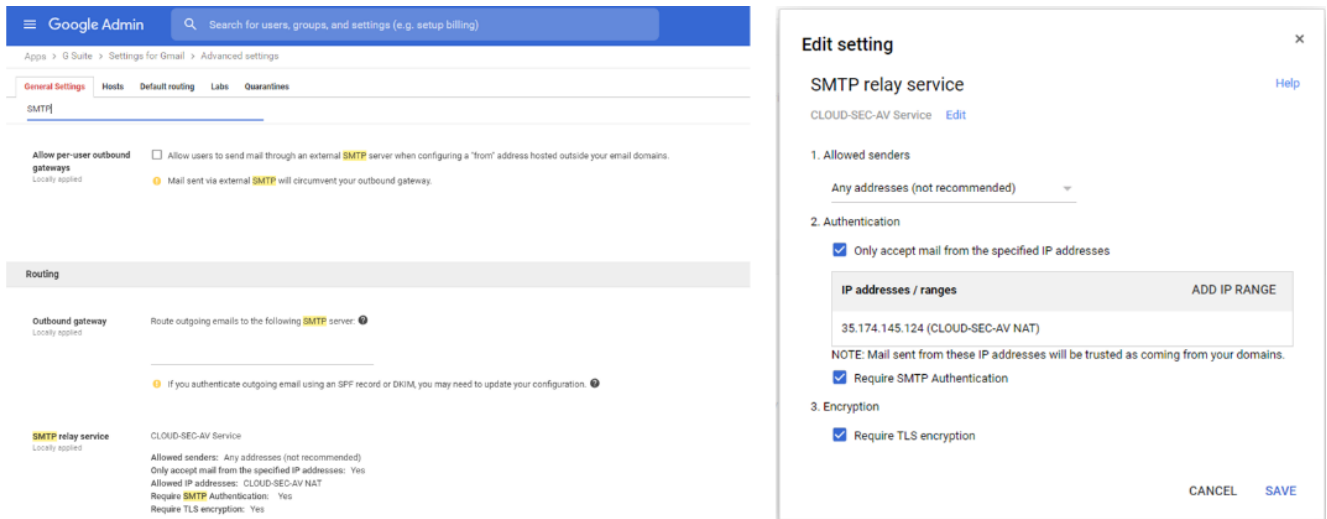 Google Admin
Search for users, groups, and settings (e.g. setup billing)
Apps > G Suite > Settings for Gmail > Advanced settings
General Settings Hosts Default routing Labs Quarantines
SMTP
Allow per-user outbound gateways
Locally applied
Allow users to send mail through an external SMTP server when configuring a "from" address hosted outside your email domains.
Mail sent via external SMTP will circumvent your outbound gateway.
Routing
Outbound gateway
Locally applied
Route outgoing emails to the following SMTP server:
If you authenticate outgoing email using an SPF record or DKIM, you may need to update your configuration.
SMTP relay service
Locally applied
CLOUD-SEC-AV Service
Allowed senders: Any addresses (not recommended)
Only accept mail from the specified IP addresses: Yes
Allowed IP addresses: CLOUD-SEC-AV NAT
Require SMTP Authentication: Yes
Require TLS encryption: Yes
Edit setting
SMTP relay service
Help
CLOUD-SEC-AV Service Edit
1. Allowed senders
Any addresses (not recommended)
2. Authentication
Only accept mail from the specified IP addresses
IP addresses / ranges ADD IP RANGE
35.174.145.124 (CLOUD-SEC-AV NAT)
NOTE: Mail sent from these IP addresses will be trusted as coming from your domains.
Require SMTP Authentication
3. Encryption
Require TLS encryption
CANCEL SAVE